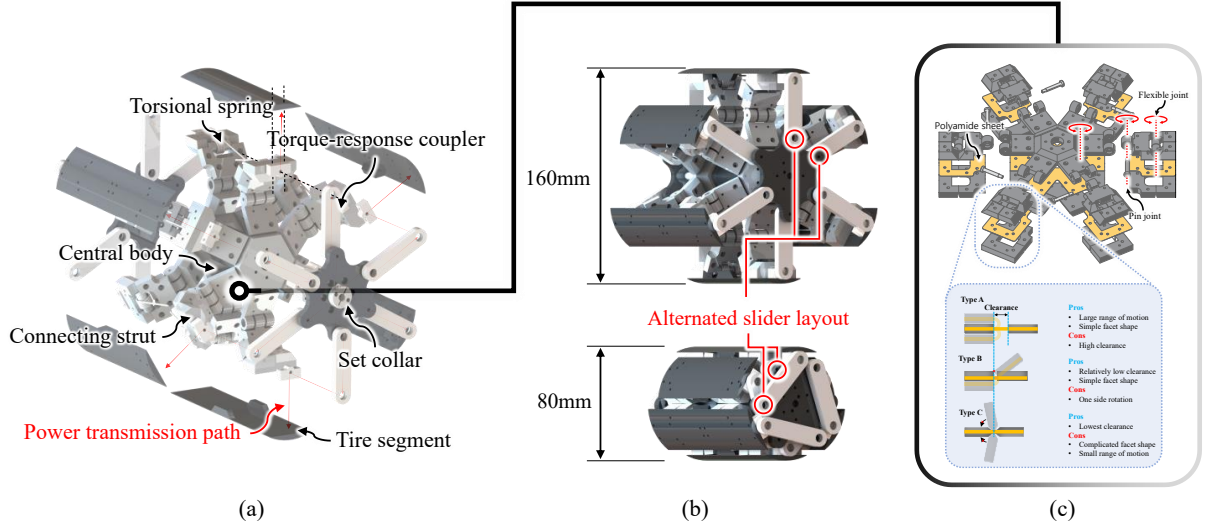 Torsional spring
Torque-response coupler
Central body
Connecting strut
Set collar
Power transmission path
Tire segment
(a)
160mm
Alternated slider layout
80mm
(b)
Flexible joint
Polyamide sheet
Pin joint
Type A
Clearance
Pros
• Large range of motion
• Simple facet shape
Cons
• High clearance
Type B
Pros
• Relatively low clearance
• Simple facet shape
Cons
• One side rotation
Type C
Pros
• Lowest clearance
Cons
• Complicated facet shape
• Small range of motion
(c)